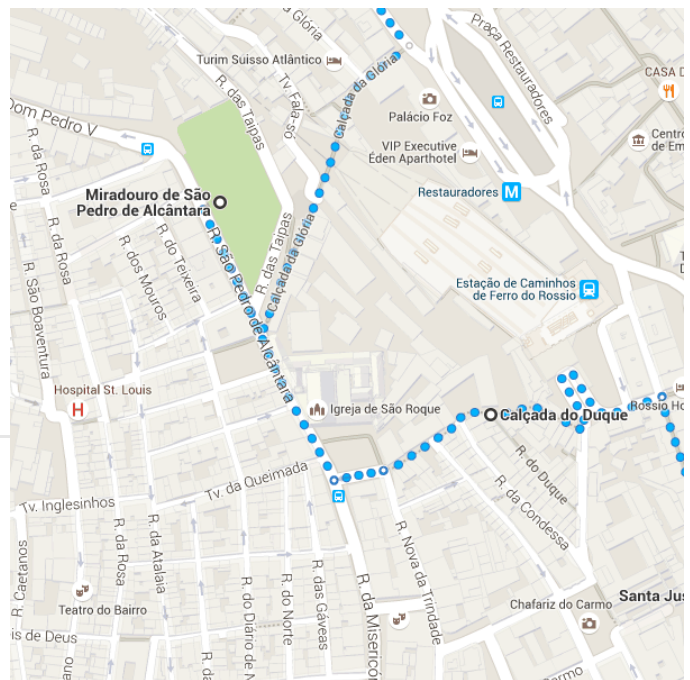 R. da Glória
Praça Restauradores
Turim Suisso Atlântico
Tv. Fala-só
Calçada da Glória
CASA D
R. das Taipas
Palácio Foz
Dom Pedro V
VIP Executive
Éden Aparthotel
Centro
de Em
R. da Rosa
Miradouro de São
Pedro de Alcântara
Restauradores
M
R. São Pedro de Alcântara
R. das Taipas
Calçada da Glória
R. da Rosa
R. do Teixeira
R. dos Mouros
R. São Boaventura
Estação de Caminhos
de Ferro do Rossio
Hospital St. Louis
H
Igreja de São Roque
Calçada do Duque
Rossio Ho
R. do Duque
Tv. da Queimada
Tv. Inglesinhos
R. da Condessa
R. Caetanos
R. da Rosa
R. da Atalaia
R. Nova da Trindade
R. do Diário de N
R. do Norte
R. das Gáveas
R. da Misericó
Santa Jus
Teatro do Bairro
Chafariz do Carmo
is de Deus
Carmo